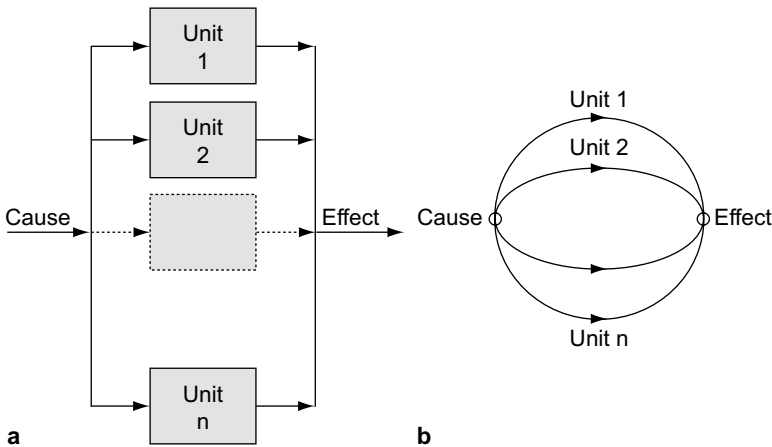 Unit
1
Unit
2
Cause
Effect
Unit
n
a
Unit 1
Unit 2
Cause
Effect
Unit n
b